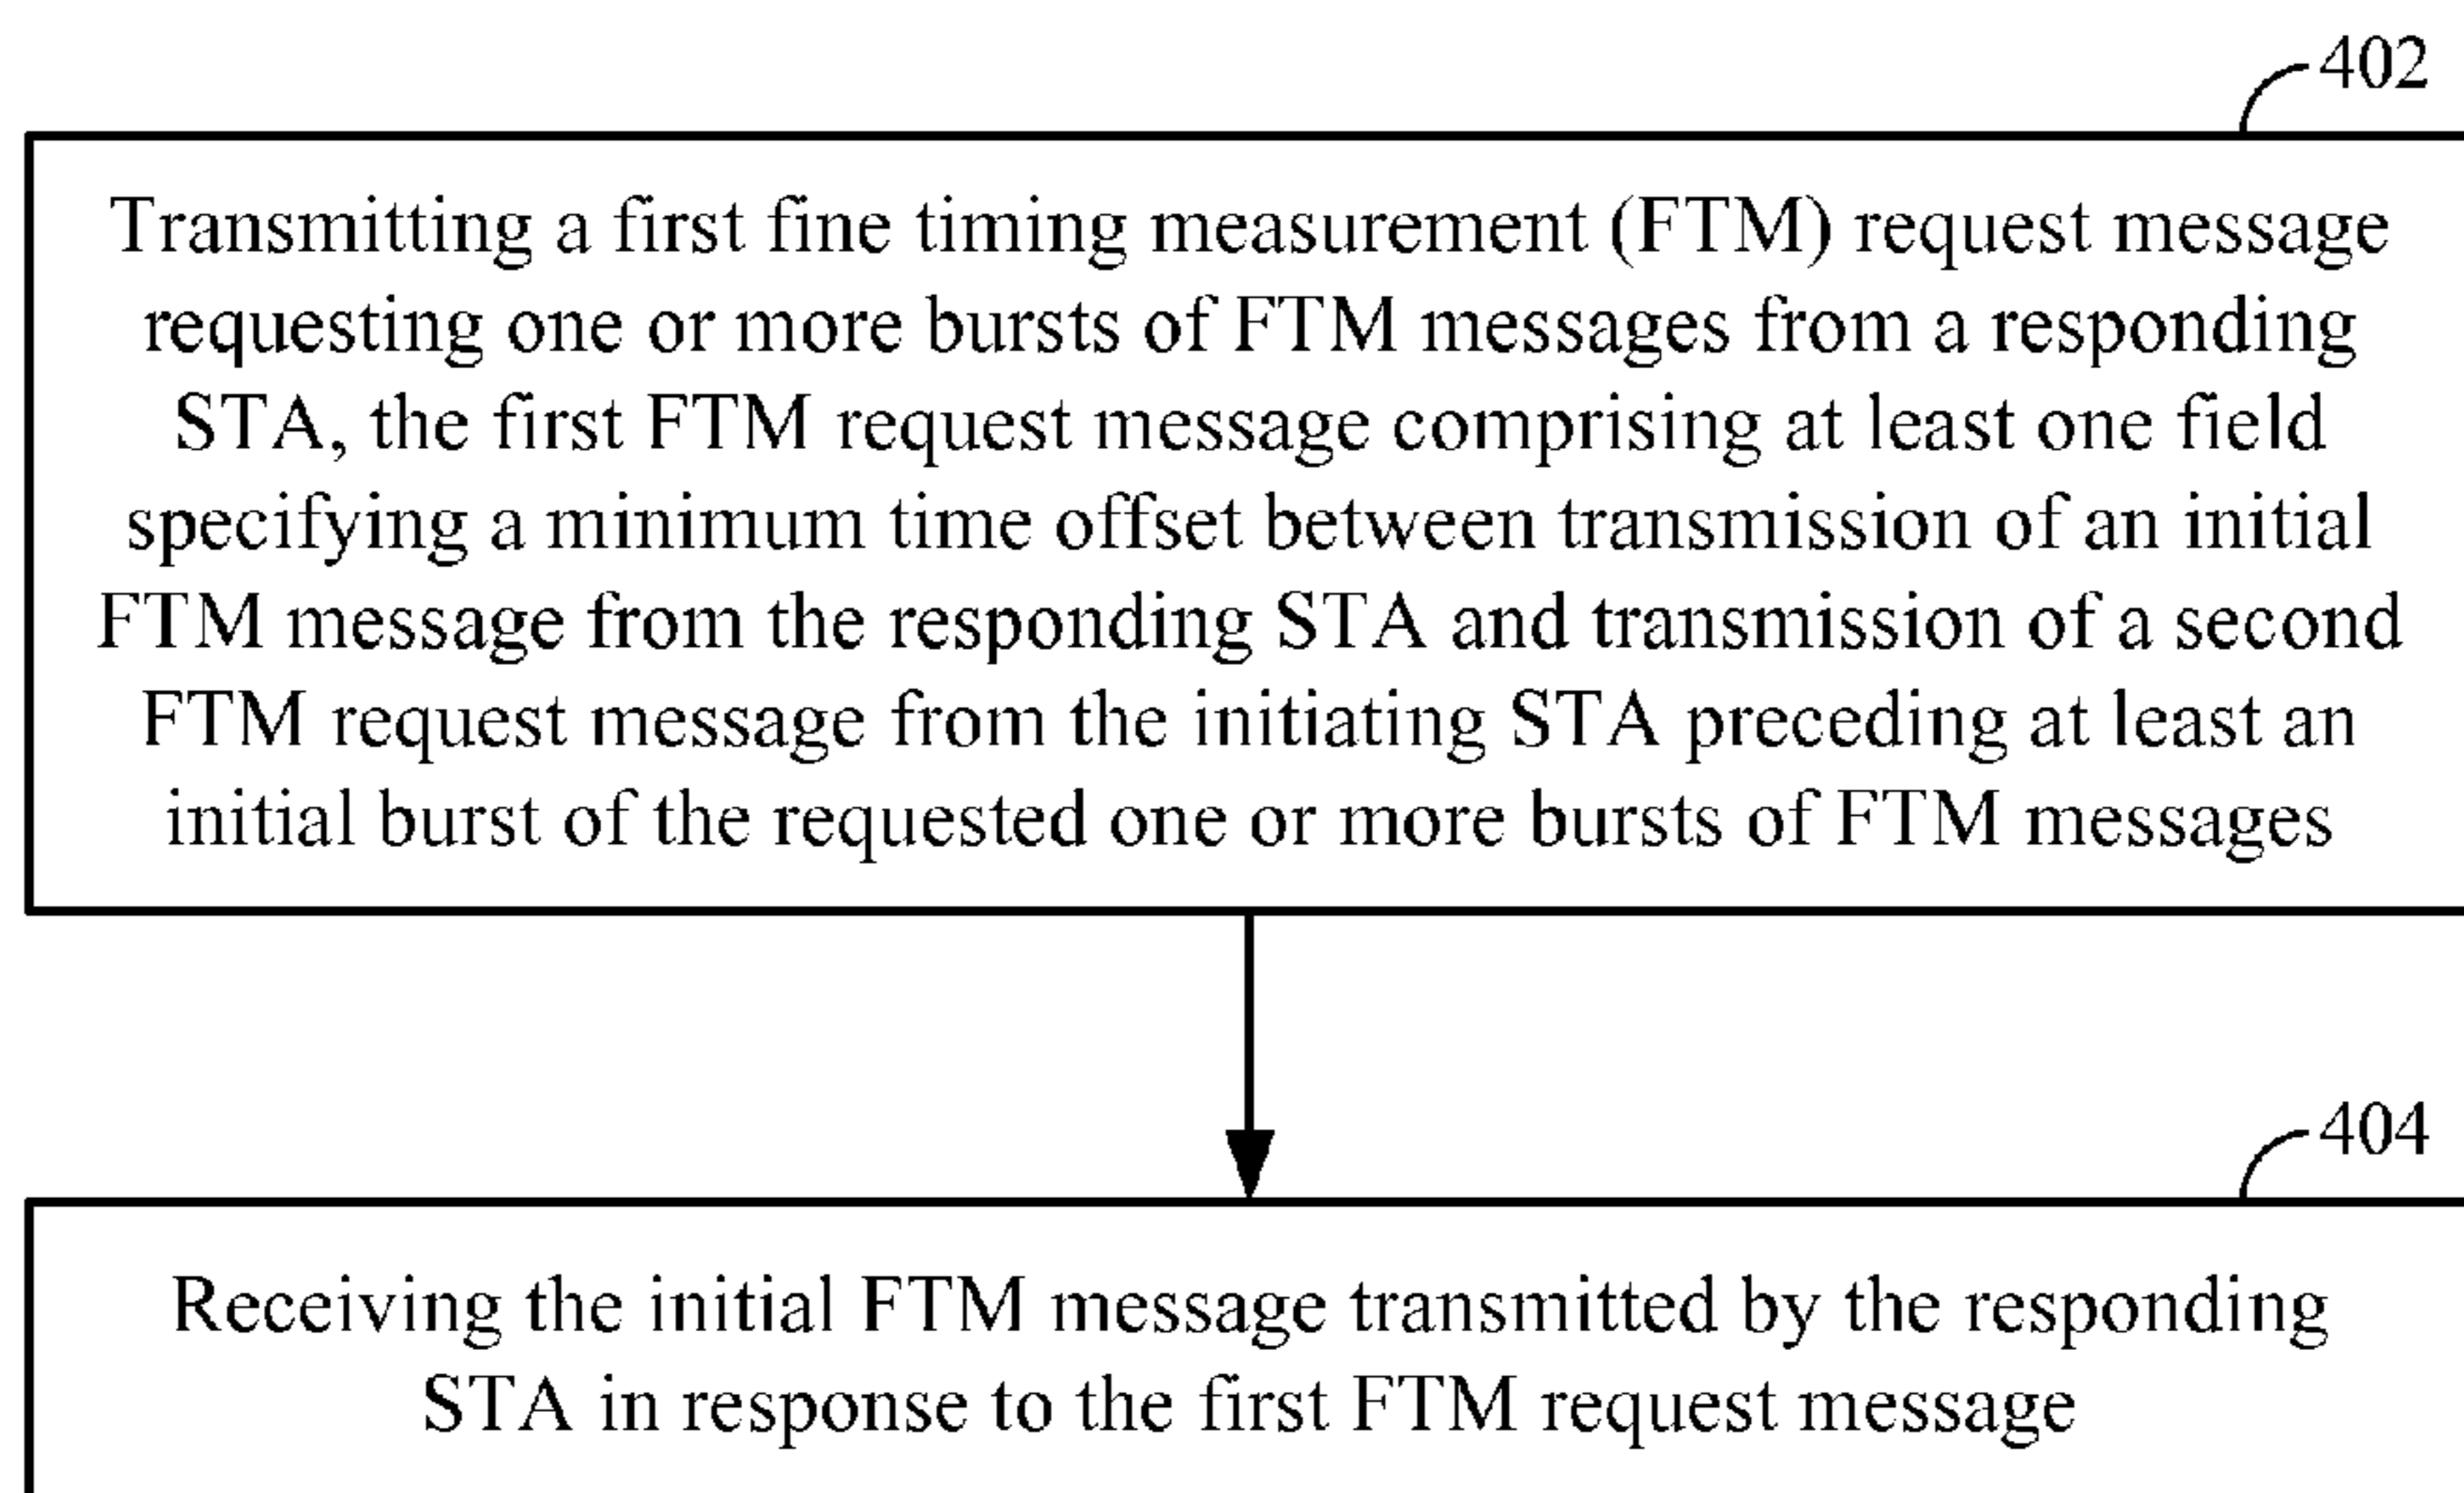 402
Transmitting a first fine timing measurement (FTM) request message
requesting one or more bursts of FTM messages from a responding
STA, the first FTM request message comprising at least one field
specifying a minimum time offset between transmission of an initial
FTM message from the responding STA and transmission of a second
FTM request message from the initiating STA preceding at least an
initial burst of the requested one or more bursts of FTM messages
404
Receiving the initial FTM message transmitted by the responding
STA in response to the first FTM request message